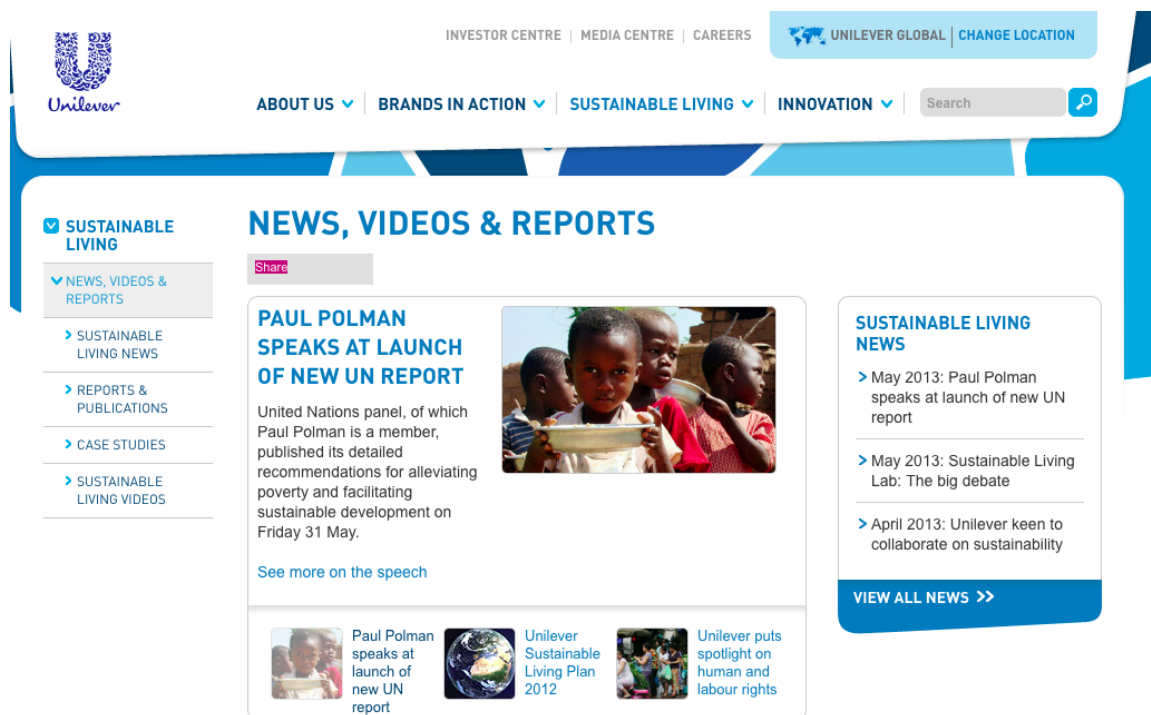 INVESTOR CENTRE | MEDIA CENTRE | CAREERS
UNILEVER GLOBAL | CHANGE LOCATION
Unilever
ABOUT US
BRANDS IN ACTION
SUSTAINABLE LIVING
INNOVATION
Search
SUSTAINABLE
LIVING
NEWS, VIDEOS &
REPORTS
SUSTAINABLE
LIVING NEWS
REPORTS &
PUBLICATIONS
CASE STUDIES
SUSTAINABLE
LIVING VIDEOS
NEWS, VIDEOS & REPORTS
Share
PAUL POLMAN
SPEAKS AT LAUNCH
OF NEW UN REPORT
United Nations panel, of which
Paul Polman is a member,
published its detailed
recommendations for alleviating
poverty and facilitating
sustainable development on
Friday 31 May.
See more on the speech
Paul Polman
speaks at
launch of
new UN
report
Unilever
Sustainable
Living Plan
2012
Unilever puts
spotlight on
human and
labour rights
SUSTAINABLE LIVING
NEWS
May 2013: Paul Polman
speaks at launch of new UN
report
May 2013: Sustainable Living
Lab: The big debate
April 2013: Unilever keen to
collaborate on sustainability
VIEW ALL NEWS